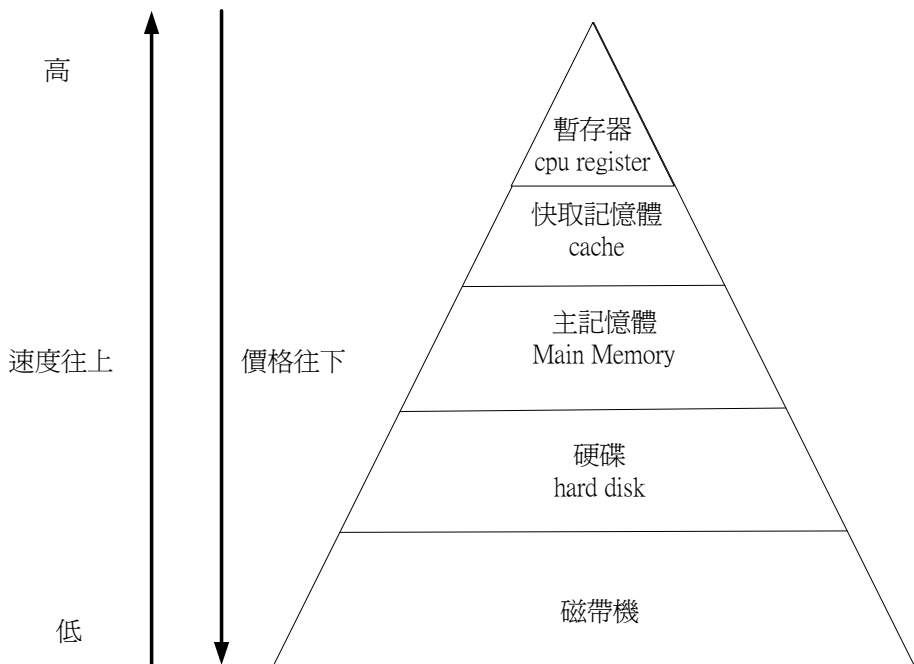 高
暫存器
cpu register
快取記憶體
cache
主記憶體
Main Memory
速度往上
價格往下
硬碟
hard disk
磁帶機
低